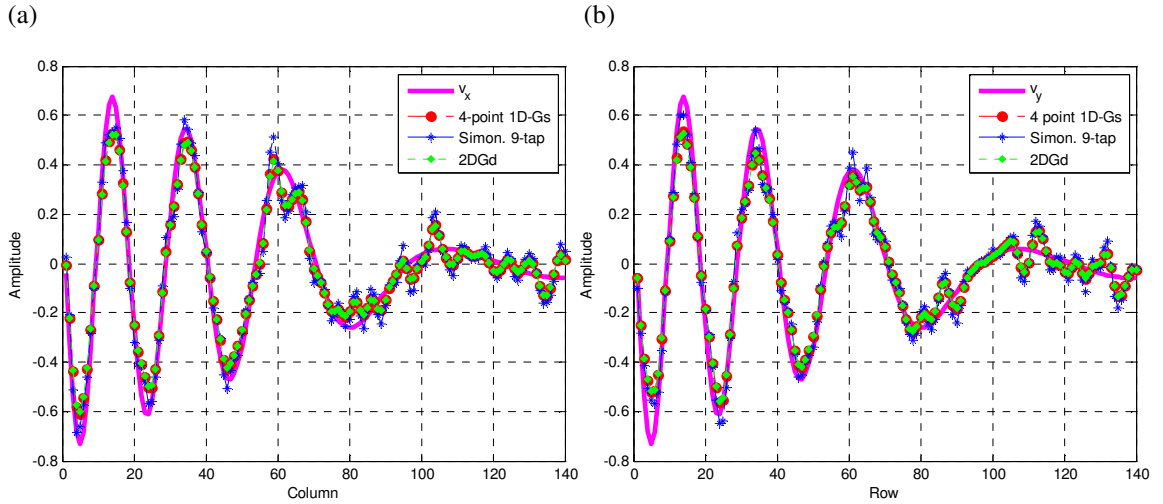 (a)
(b)
0.8
0.6
0.4
0.2
0
-0.2
-0.4
-0.6
-0.8
Amplitude
v_x
4-point 1D-Gs
Simon. 9-tap
2DGd
0 20 40 60 80 100 120 140
Column
0.8
0.6
0.4
0.2
0
-0.2
-0.4
-0.6
-0.8
Amplitude
v_y
4 point 1D-Gs
Simon. 9-tap
2DGd
0 20 40 60 80 100 120 140
Row